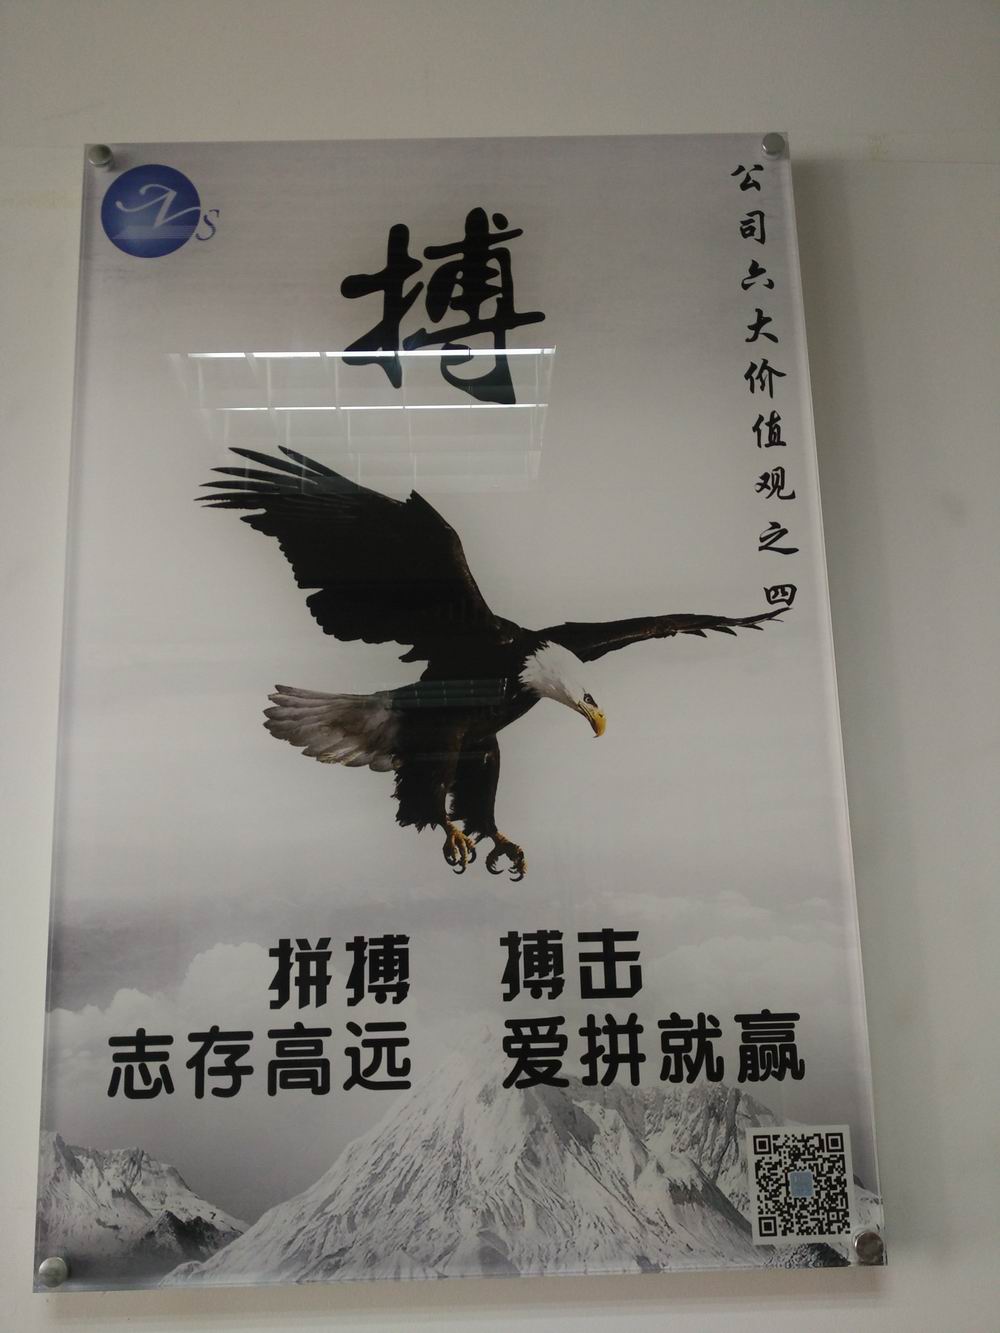 ZS
搏
公司六大价值观之四
拼搏 搏击
志存高远 爱拼就赢